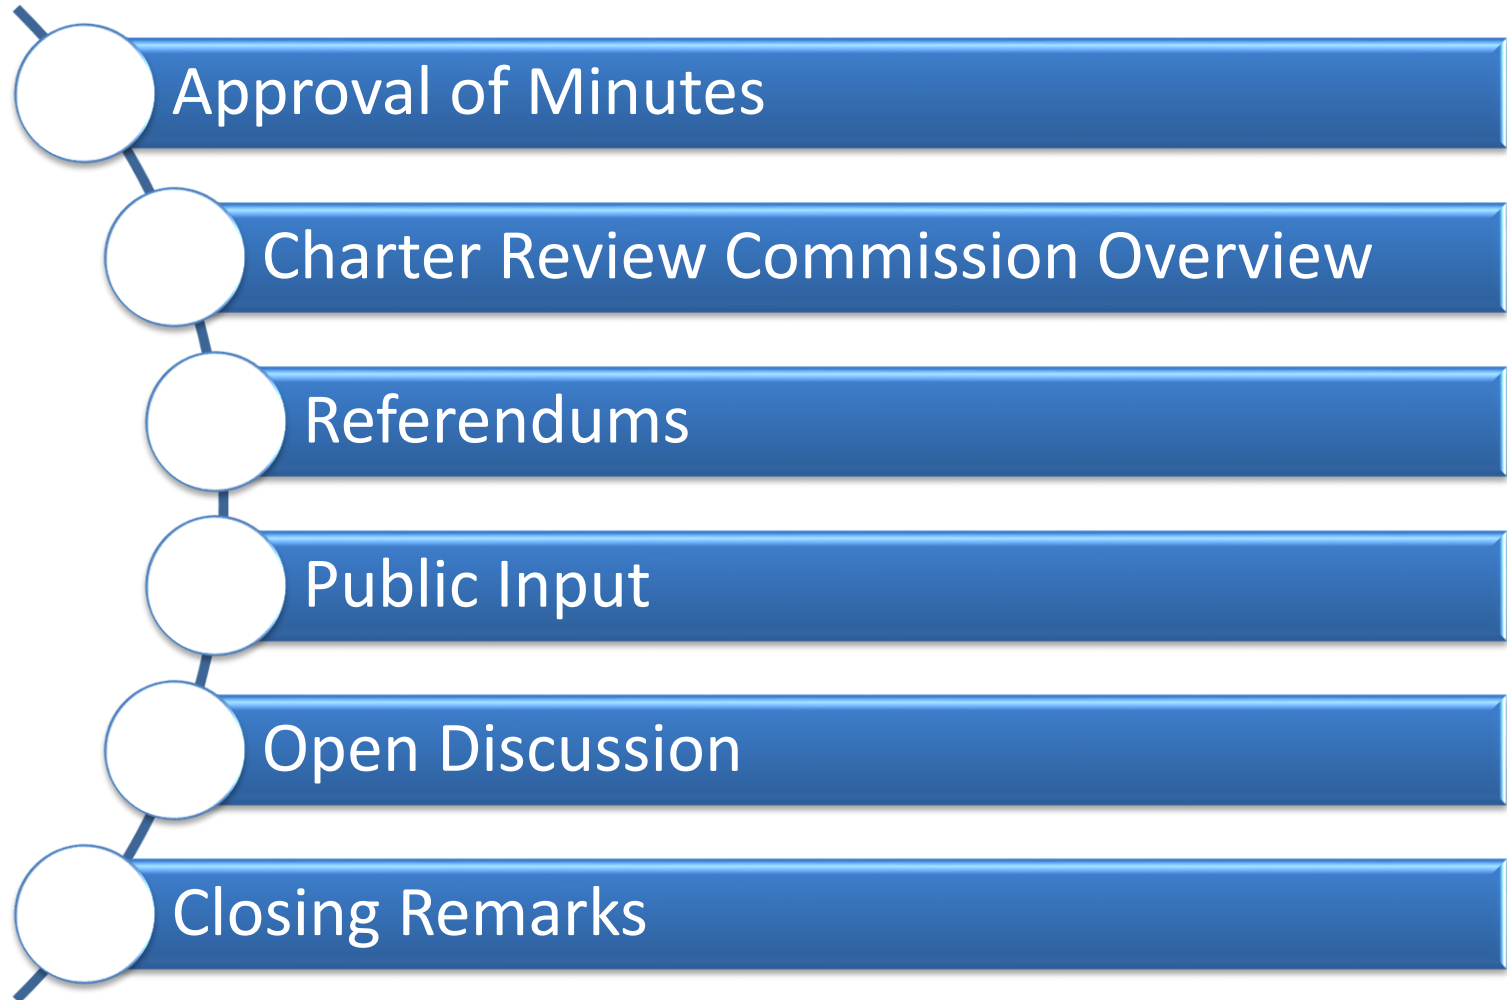 Approval of Minutes
Charter Review Commission Overview
Referendums
Public Input
Open Discussion
Closing Remarks